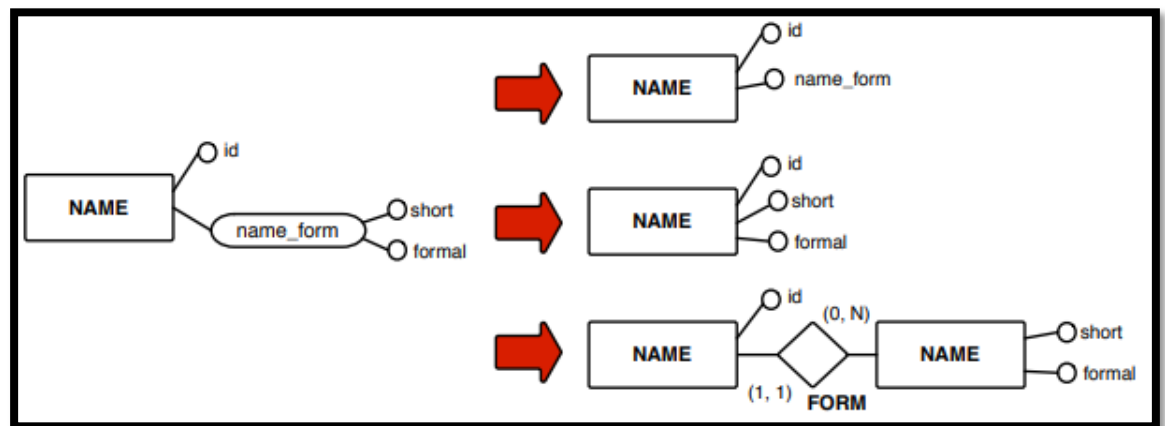 NAME
id
name_form
short
formal
id
NAME
name_form
id
NAME
short
formal
id
NAME
(1, 1)
(0, N)
FORM
NAME
short
formal